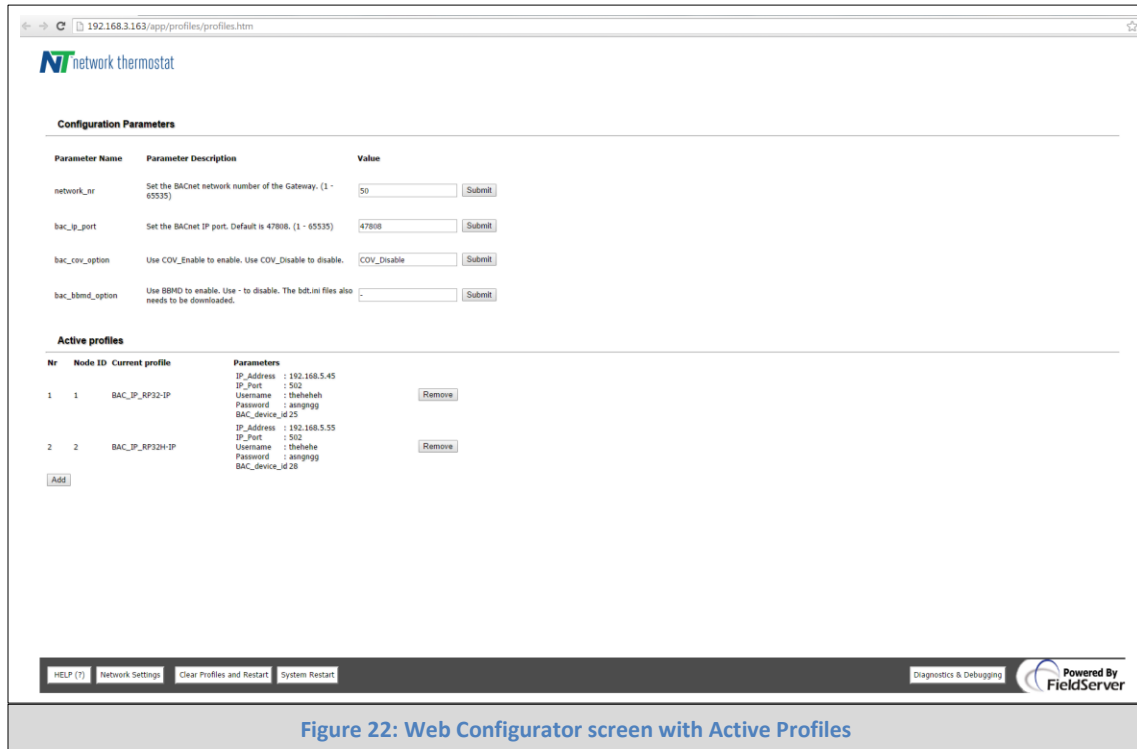 192.168.3.163/app/profiles/profiles.htm
NT network thermostat
Configuration Parameters
Parameter Name Parameter Description Value
network_nr Set the BACnet network number of the Gateway. (1 - 65535) 50 Submit
bac_ip_port Set the BACnet IP port. Default is 47808. (1 - 65535) 47808 Submit
bac_cov_option Use COV_Enable to enable. Use COV_Disable to disable. COV_Disable Submit
bac_bbmd_option Use BBMD to enable. Use - to disable. The bdt.ini files also needs to be downloaded. - Submit
Active profiles
Nr Node ID Current profile Parameters
1 1 BAC_IP_RP32-IP
IP_Address : 192.168.5.45
IP_Port : 502
Username : theheheh
Password : asngngg
BAC_device_id 25
Remove
2 2 BAC_IP_RP32H-IP
IP_Address : 192.168.5.55
IP_Port : 502
Username : thehehe
Password : asngngg
BAC_device_id 28
Remove
Add
HELP (?) Network Settings Clear Profiles and Restart System Restart Diagnostics & Debugging Powered By
FieldServer
Figure 22: Web Configurator screen with Active Profiles